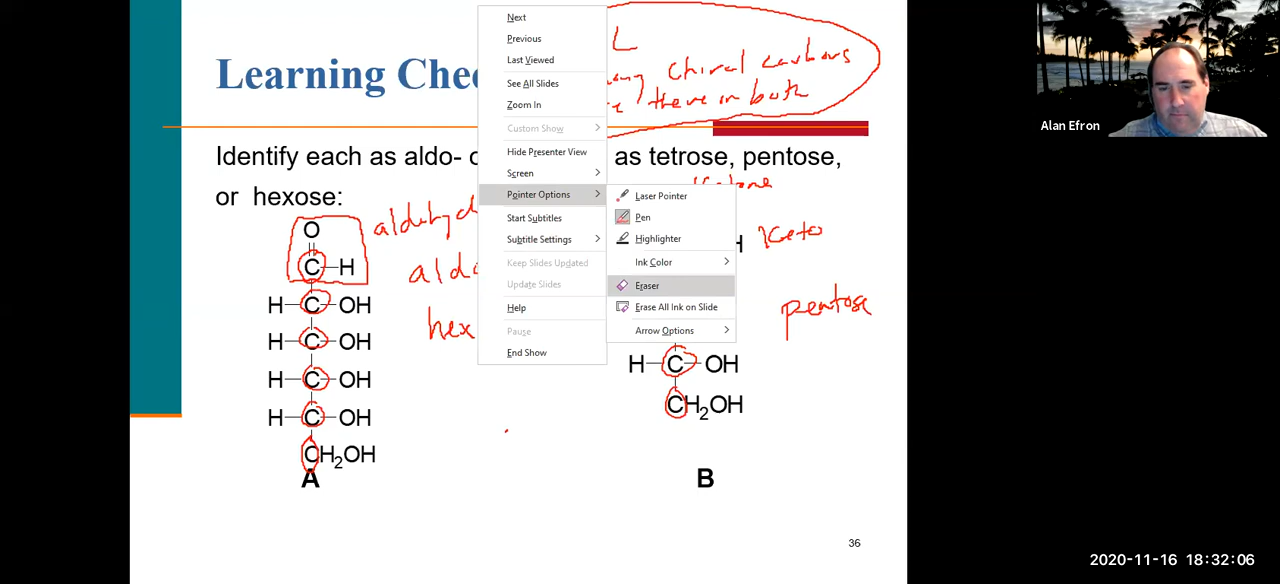 L
Learning Chec
chiral carbons
there in both
Identify each as aldo- o
as tetrose, pentose,
or hexose:
Next
Previous
Last Viewed
See All Slides
Zoom In
Custom Show
Hide Presenter View
Screen
Pointer Options
Start Subtitles
Subtitle Settings
Keep Slides Updated
Update Slides
Help
Pause
End Show
Laser Pointer
Pen
Highlighter
Ink Color
Eraser
Erase All Ink on Slide
Arrow Options
aldehyd
aldo
hex
keto
pentose
O
C H
H C OH
H C OH
H C OH
H C OH
CH2OH
A
H
H C OH
CH2OH
B
36
Alan Efron
2020-11-16 18:32:06